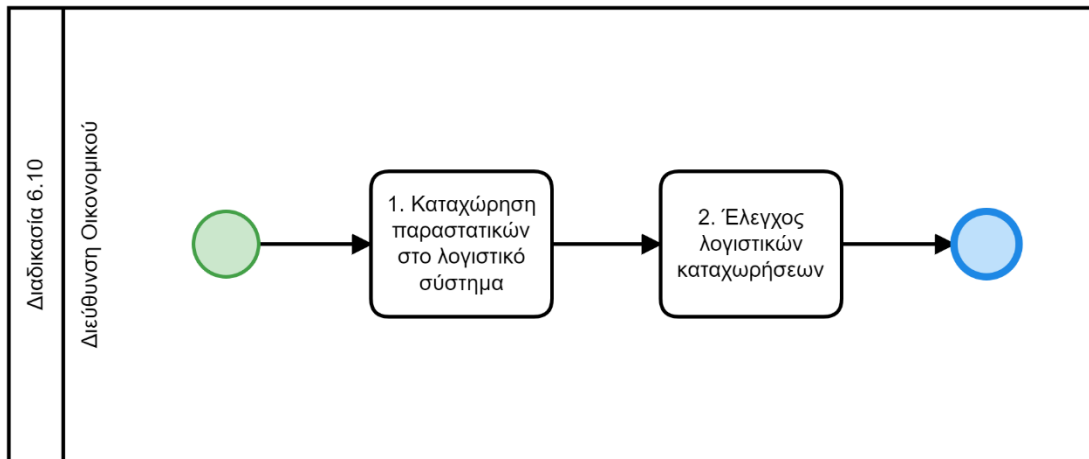 Διαδικασία 6.10
Διεύθυνση Οικονομικού
1. Καταχώρηση
παραστατικών
στο λογιστικό
σύστημα
2. Έλεγχος
λογιστικών
καταχωρήσεων